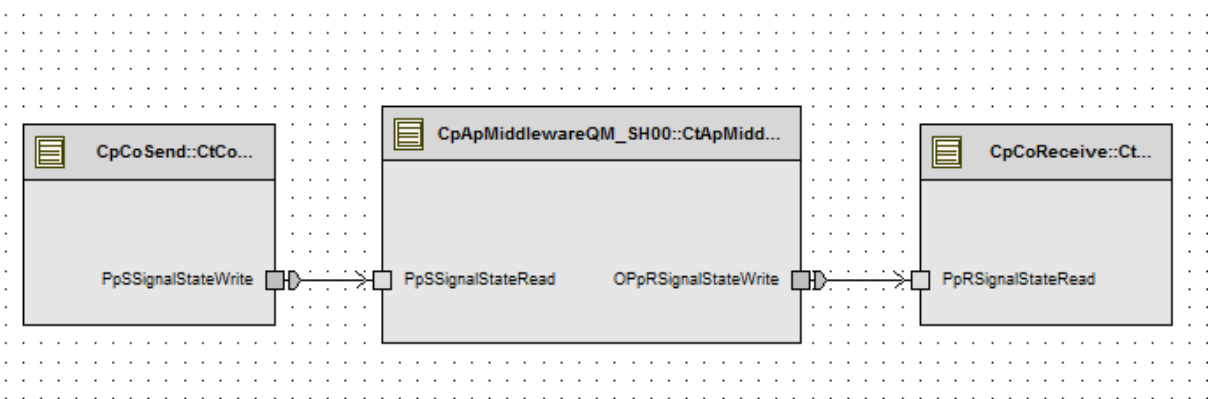 CpCoSend::CtCo...
CpApMiddlewareQM_SH00::CtApMidd...
CpCoReceive::Ct...
PpSSignalStateWrite
PpSSignalStateRead
OPpRSignalStateWrite
PpRSignalStateRead